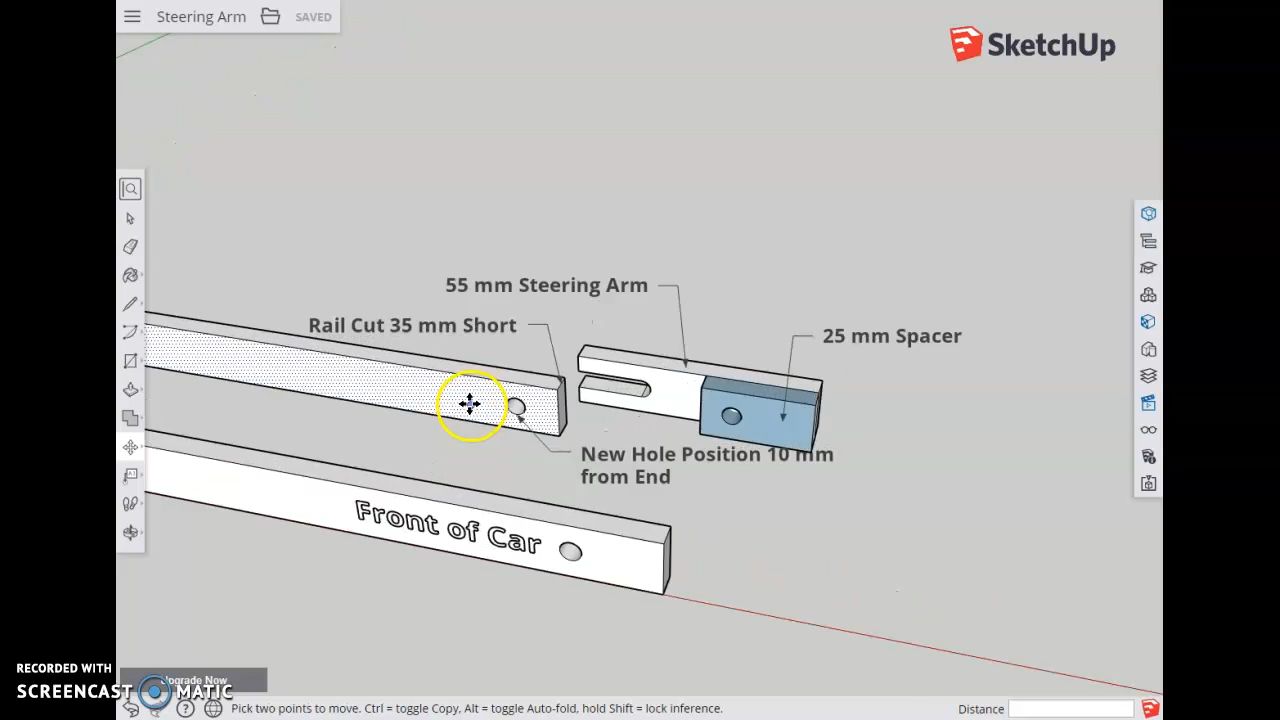 Steering Arm SAVED
SketchUp
55 mm Steering Arm
Rail Cut 35 mm Short
25 mm Spacer
New Hole Position 10 mm
from End
Front of Car
RECORDED WITH
SCREENCAST MATIC
Upgrade Now
Pick two points to move. Ctrl = toggle Copy, Alt = toggle Auto-fold, hold Shift = lock inference.
Distance